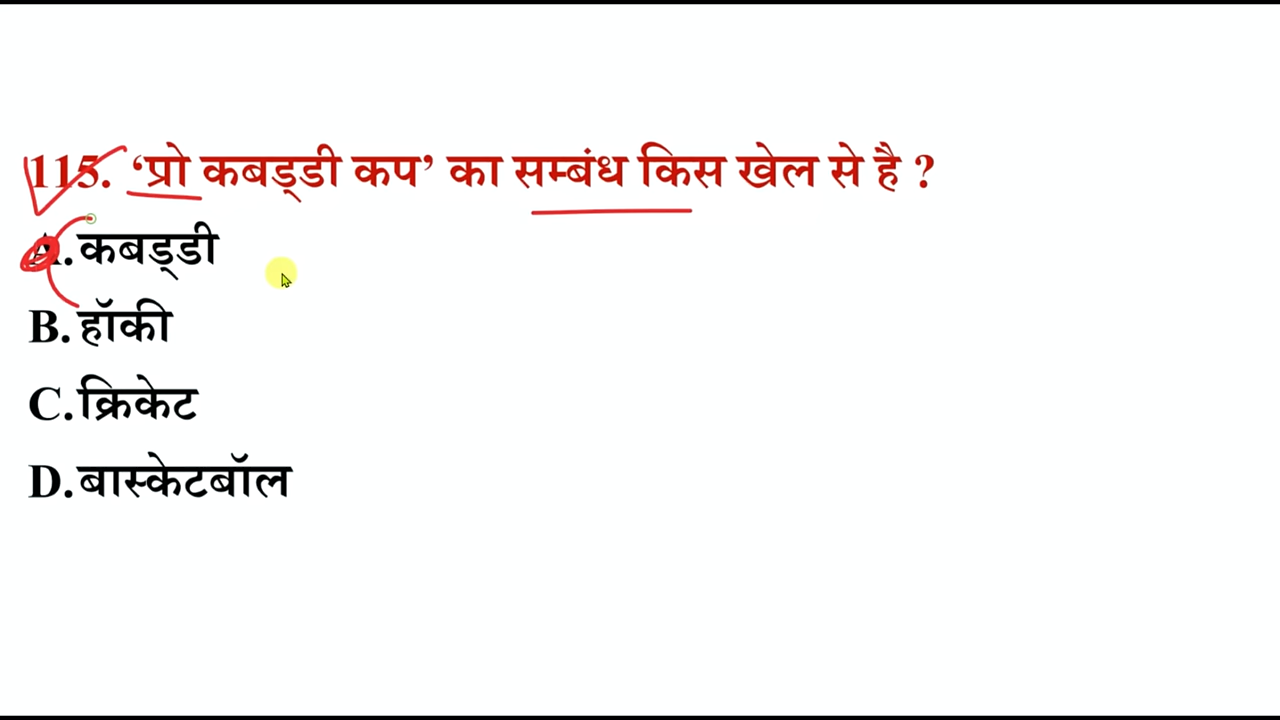 115. ‘प्रो कबड्डी कप’ का सम्बंध किस खेल से है ?
A. कबड्डी
B. हॉकी
C. क्रिकेट
D. बास्केटबॉल